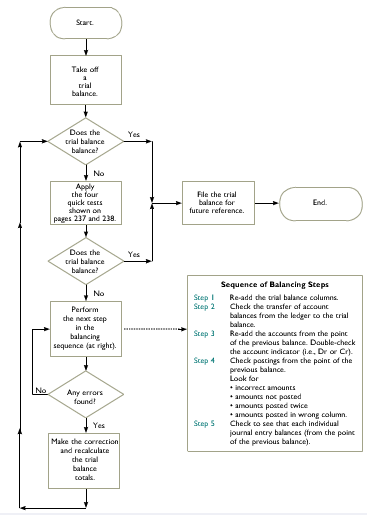 Start.
Take off
a
trial
balance.
Does the
trial balance
balance?
Yes
No
Apply
the four
quick tests
shown on
pages 237 and 238.
File the trial
balance for
future reference.
End.
Does the
trial balance
balance?
Yes
No
Perform
the next step
in the
balancing
sequence (at right).
Any errors
found?
No
Yes
Make the correction
and recalculate
the trial
balance
totals.
Sequence of Balancing Steps
Step 1 Re-add the trial balance columns.
Step 2 Check the transfer of account
balances from the ledger to the trial
balance.
Step 3 Re-add the accounts from the point
of the previous balance. Double-check
the account indicator (i.e., Dr or Cr).
Step 4 Check postings from the point of the
previous balance.
Look for
• incorrect amounts
• amounts not posted
• amounts posted twice
• amounts posted in wrong column.
Step 5 Check to see that each individual
journal entry balances (from the point
of the previous balance).